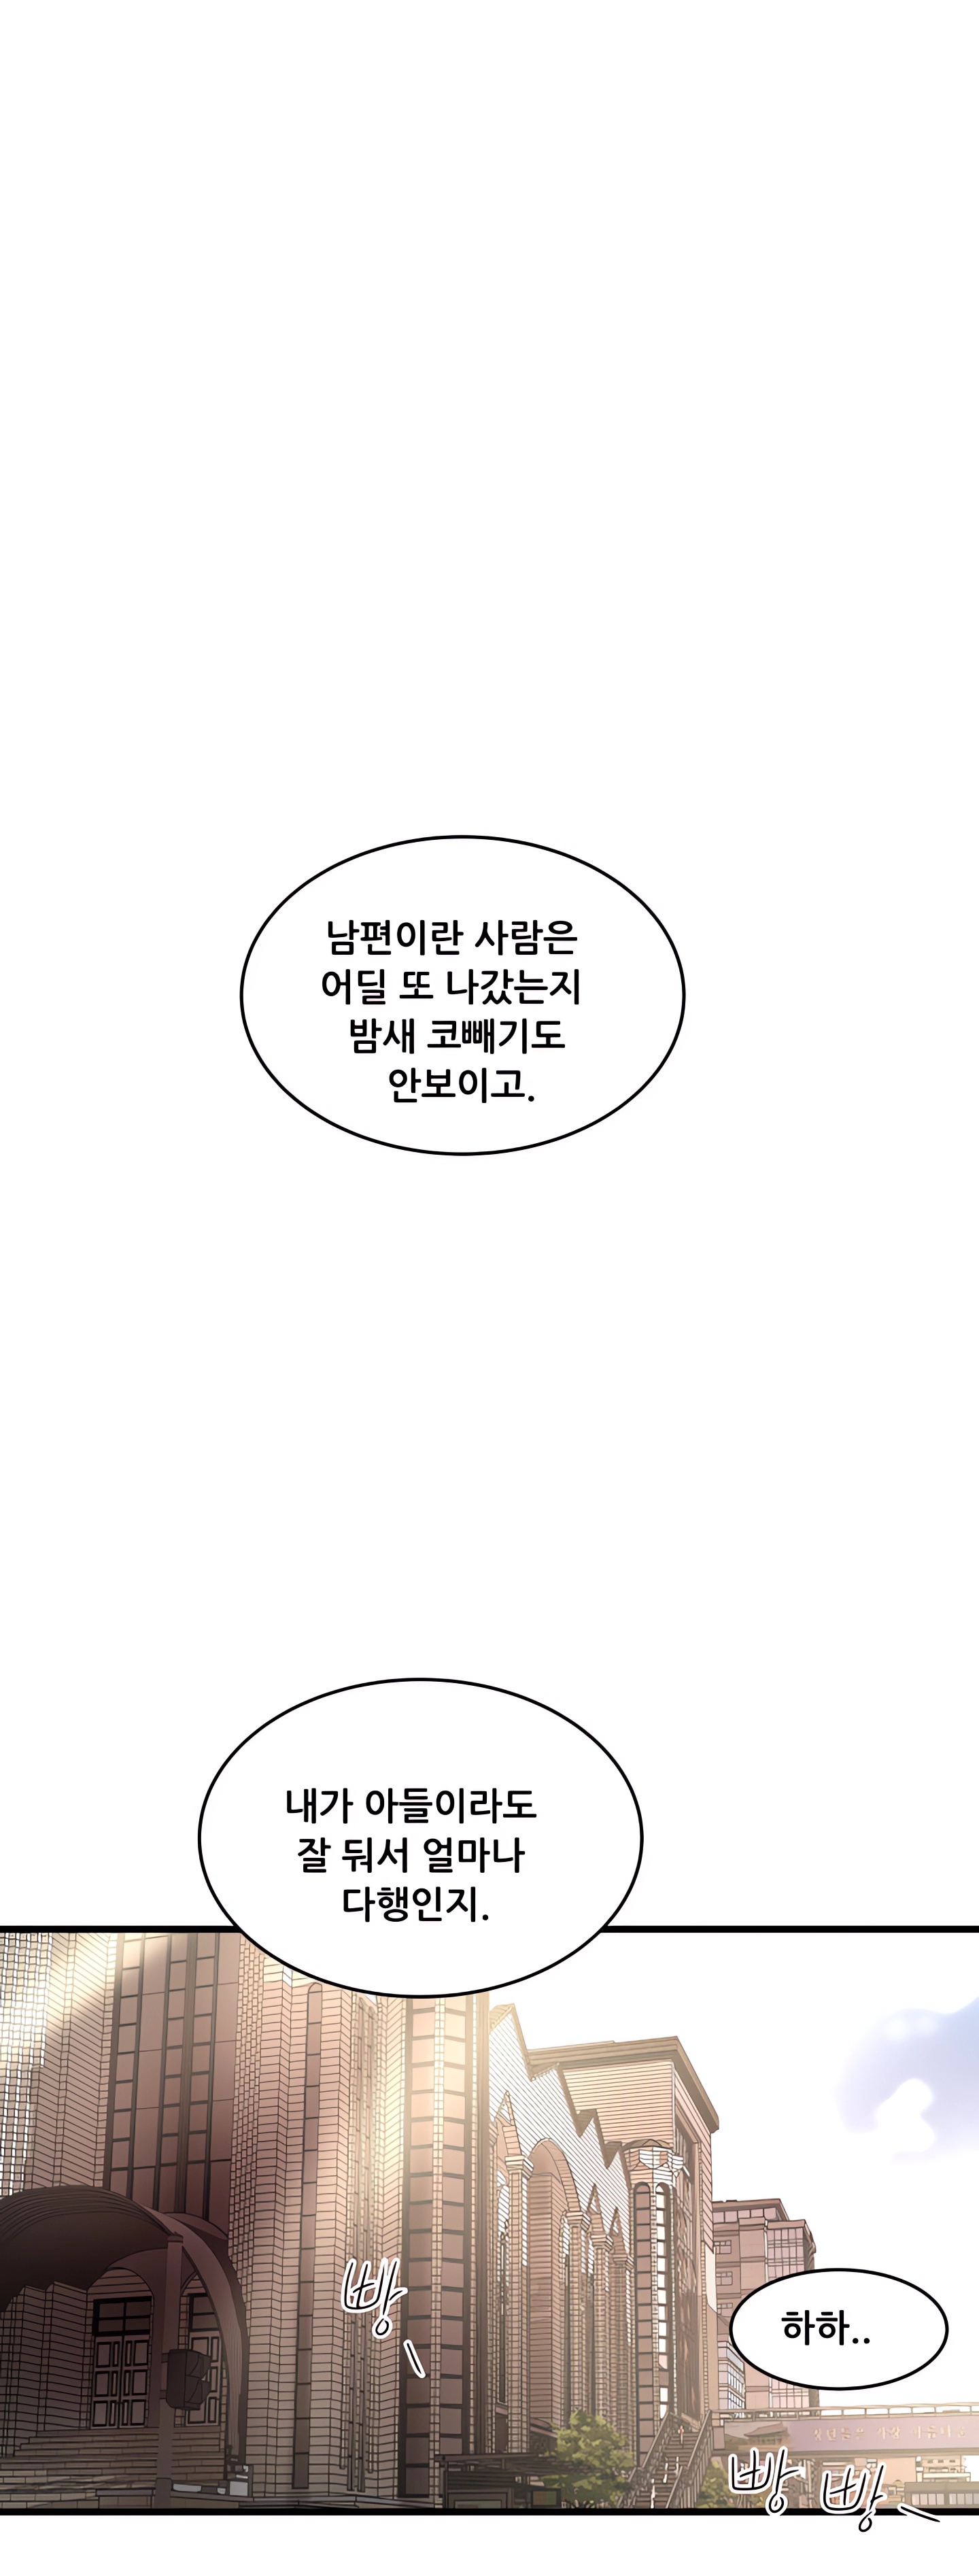 남편이란 사람은
어딜 또 나갔는지
밤새 코빼기도
안보이고.
내가 아들이라도
잘 둬서 얼마나
다행인지.
빵
하하..
빵 빵